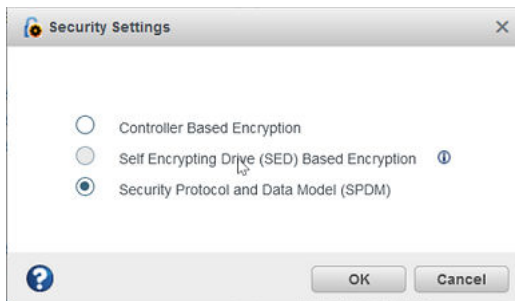 Security Settings
Controller Based Encryption
Self Encrypting Drive (SED) Based Encryption
Security Protocol and Data Model (SPDM)
OK Cancel